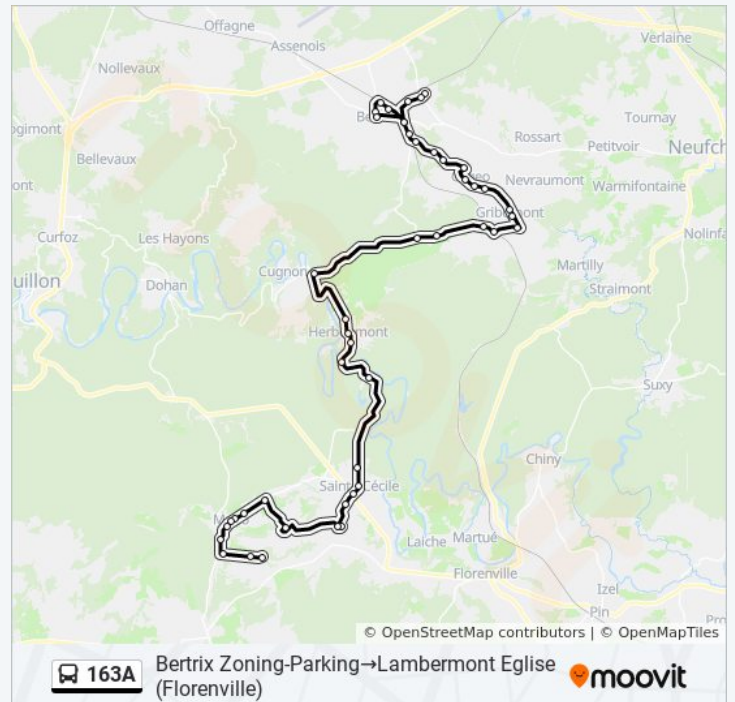 Offagne
Assenois
Verlaine
Nollevaux
ogimont
Tournay
Rossart
Petitvoir
Neufch
Bellevaux
ont
Nevraumont
Warmifontaine
Gribomont
Curfoz
Les Hayons
Nolinfa
Cugnon
Martilly
uillon
Dohan
Straimont
Herbeumont
Suxy
Chiny
Sainte-Cécile
Laiche
Martué
Florenville
Izel
Pin
Pro
© OpenStreetMap contributors | © OpenMapTiles
163A
Bertrix Zoning-Parking→Lambermont Eglise
(Florenville)
moovit